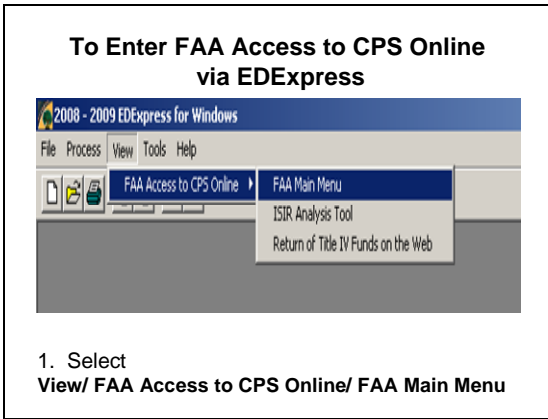 To Enter FAA Access to CPS Online
via EDExpress
2008 - 2009 EDExpress for Windows
File Process View Tools Help
FAA Access to CPS Online
FAA Main Menu
ISIR Analysis Tool
Return of Title IV Funds on the Web
1. Select
View/ FAA Access to CPS Online/ FAA Main Menu